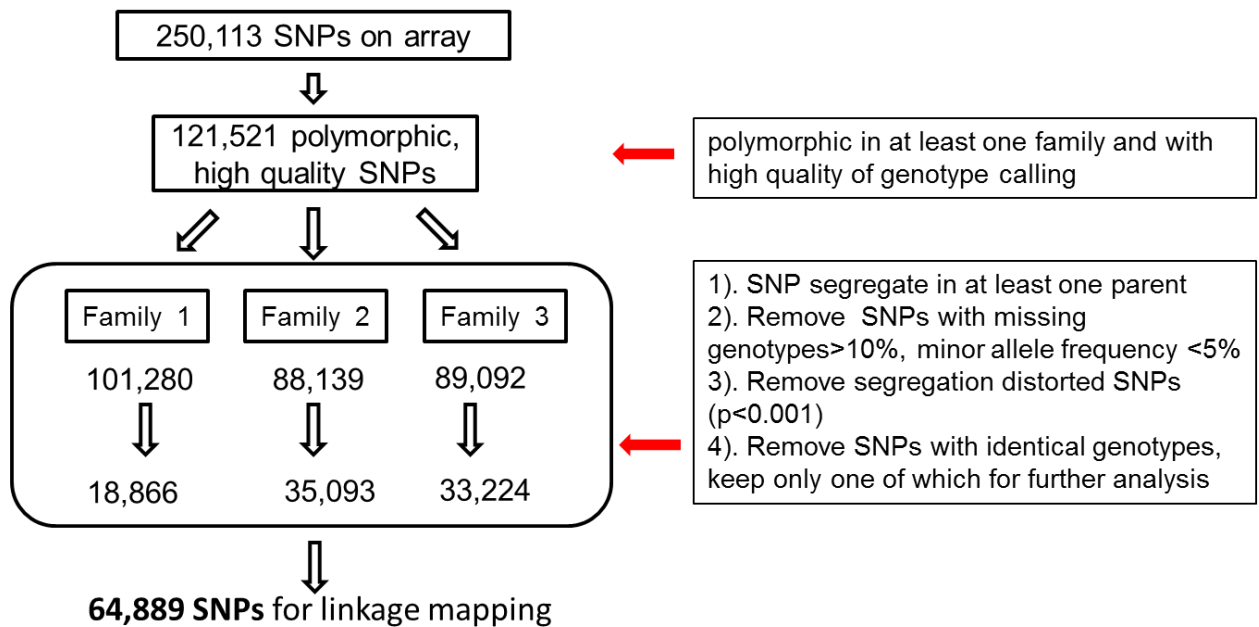 250,113 SNPs on array
121,521 polymorphic,
high quality SNPs
polymorphic in at least one family and with
high quality of genotype calling
Family 1
Family 2
Family 3
101,280
88,139
89,092
18,866
35,093
33,224
1). SNP segregate in at least one parent
2). Remove SNPs with missing
genotypes>10%, minor allele frequency <5%
3). Remove segregation distorted SNPs
(p<0.001)
4). Remove SNPs with identical genotypes,
keep only one of which for further analysis
64,889 SNPs for linkage mapping